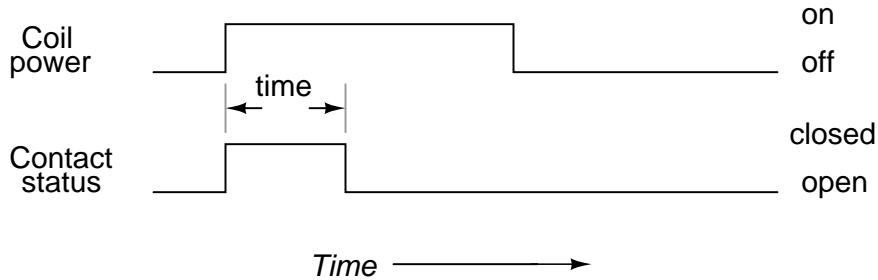 on
Coil
power
off
time
closed
Contact
status
open
Time